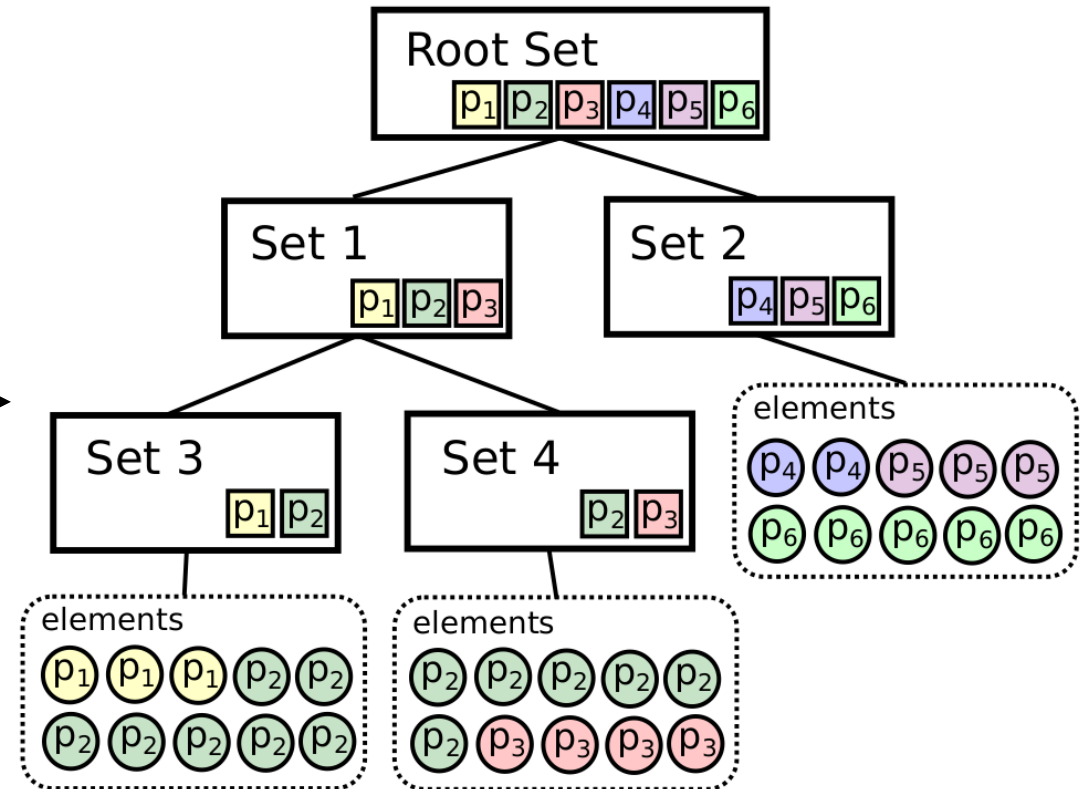 Root Set
p₁ p₂ p₃ p₄ p₅ p₆
Set 1
p₁ p₂ p₃
Set 2
p₄ p₅ p₆
Set 3
p₁ p₂
Set 4
p₂ p₃
elements
p₄ p₄ p₅ p₅ p₅
p₆ p₆ p₆ p₆ p₆
elements
p₁ p₁ p₁ p₂ p₂
p₂ p₂ p₂ p₂ p₂
elements
p₂ p₂ p₂ p₂ p₂
p₂ p₃ p₃ p₃ p₃